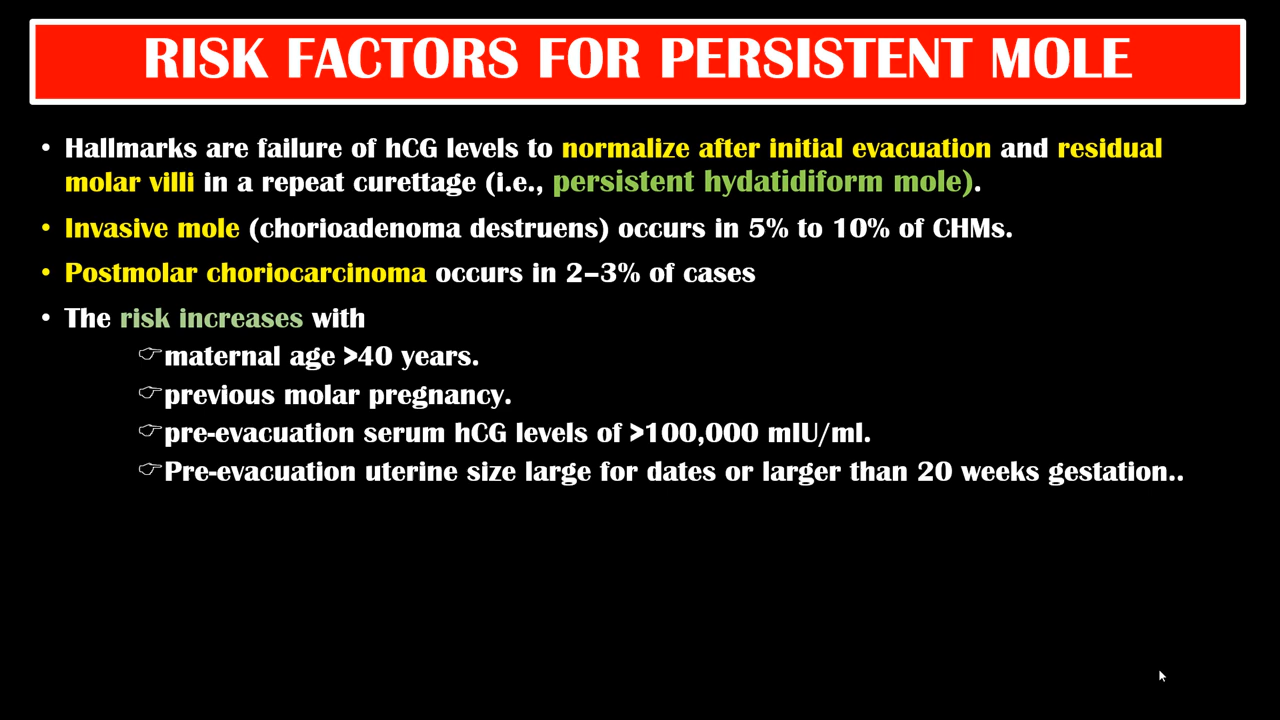 RISK FACTORS FOR PERSISTENT MOLE
• Hallmarks are failure of hCG levels to normalize after initial evacuation and residual
molar villi in a repeat curettage (i.e., persistent hydatidiform mole).
• Invasive mole (chorioadenoma destruens) occurs in 5% to 10% of CHMs.
• Postmolar choriocarcinoma occurs in 2–3% of cases
• The risk increases with
☞maternal age >40 years.
☞previous molar pregnancy.
☞pre-evacuation serum hCG levels of >100,000 mIU/ml.
☞Pre-evacuation uterine size large for dates or larger than 20 weeks gestation..